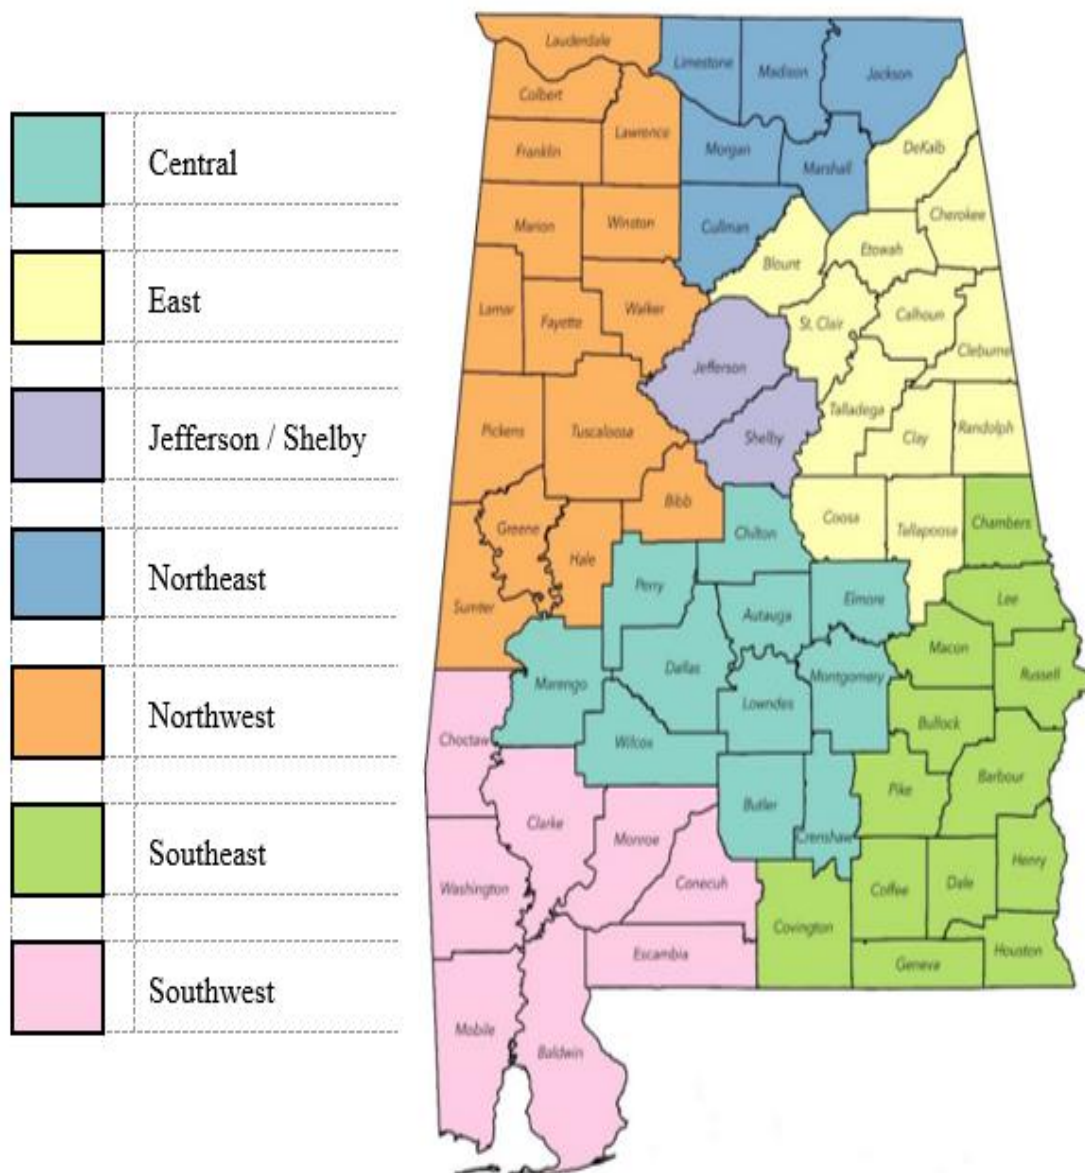 Central
East
Jefferson / Shelby
Northeast
Northwest
Southeast
Southwest
Lauderdale
Limestone
Madison
Jackson
Colbert
Lawrence
Franklin
Morgan
Marshall
DeKalb
Cherokee
Marion
Winston
Cullman
Blount
Etowah
Lamar
Fayette
Walker
St. Clair
Calhoun
Cleburne
Jefferson
Pickens
Tuscaloosa
Shelby
Talladega
Clay
Randolph
Bibb
Greene
Hale
Chilton
Coosa
Tallapoosa
Chambers
Sumter
Perry
Autauga
Elmore
Lee
Marengo
Dallas
Lowndes
Montgomery
Macon
Russell
Choctaw
Wilcox
Bullock
Barbour
Clarke
Monroe
Butler
Crenshaw
Pike
Washington
Conecuh
Coffee
Dale
Henry
Escambia
Covington
Geneva
Houston
Mobile
Baldwin